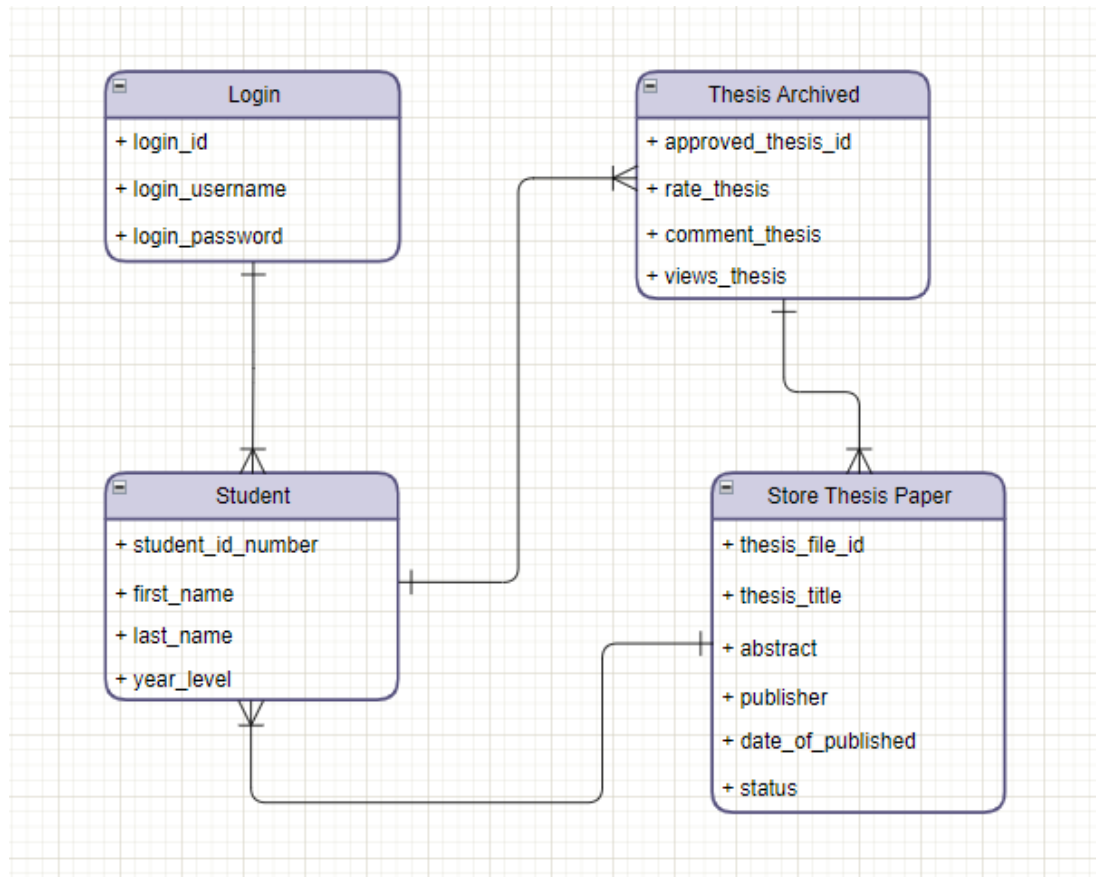 Login
+ login_id
+ login_username
+ login_password
Thesis Archived
+ approved_thesis_id
+ rate_thesis
+ comment_thesis
+ views_thesis
Student
+ student_id_number
+ first_name
+ last_name
+ year_level
Store Thesis Paper
+ thesis_file_id
+ thesis_title
+ abstract
+ publisher
+ date_of_published
+ status